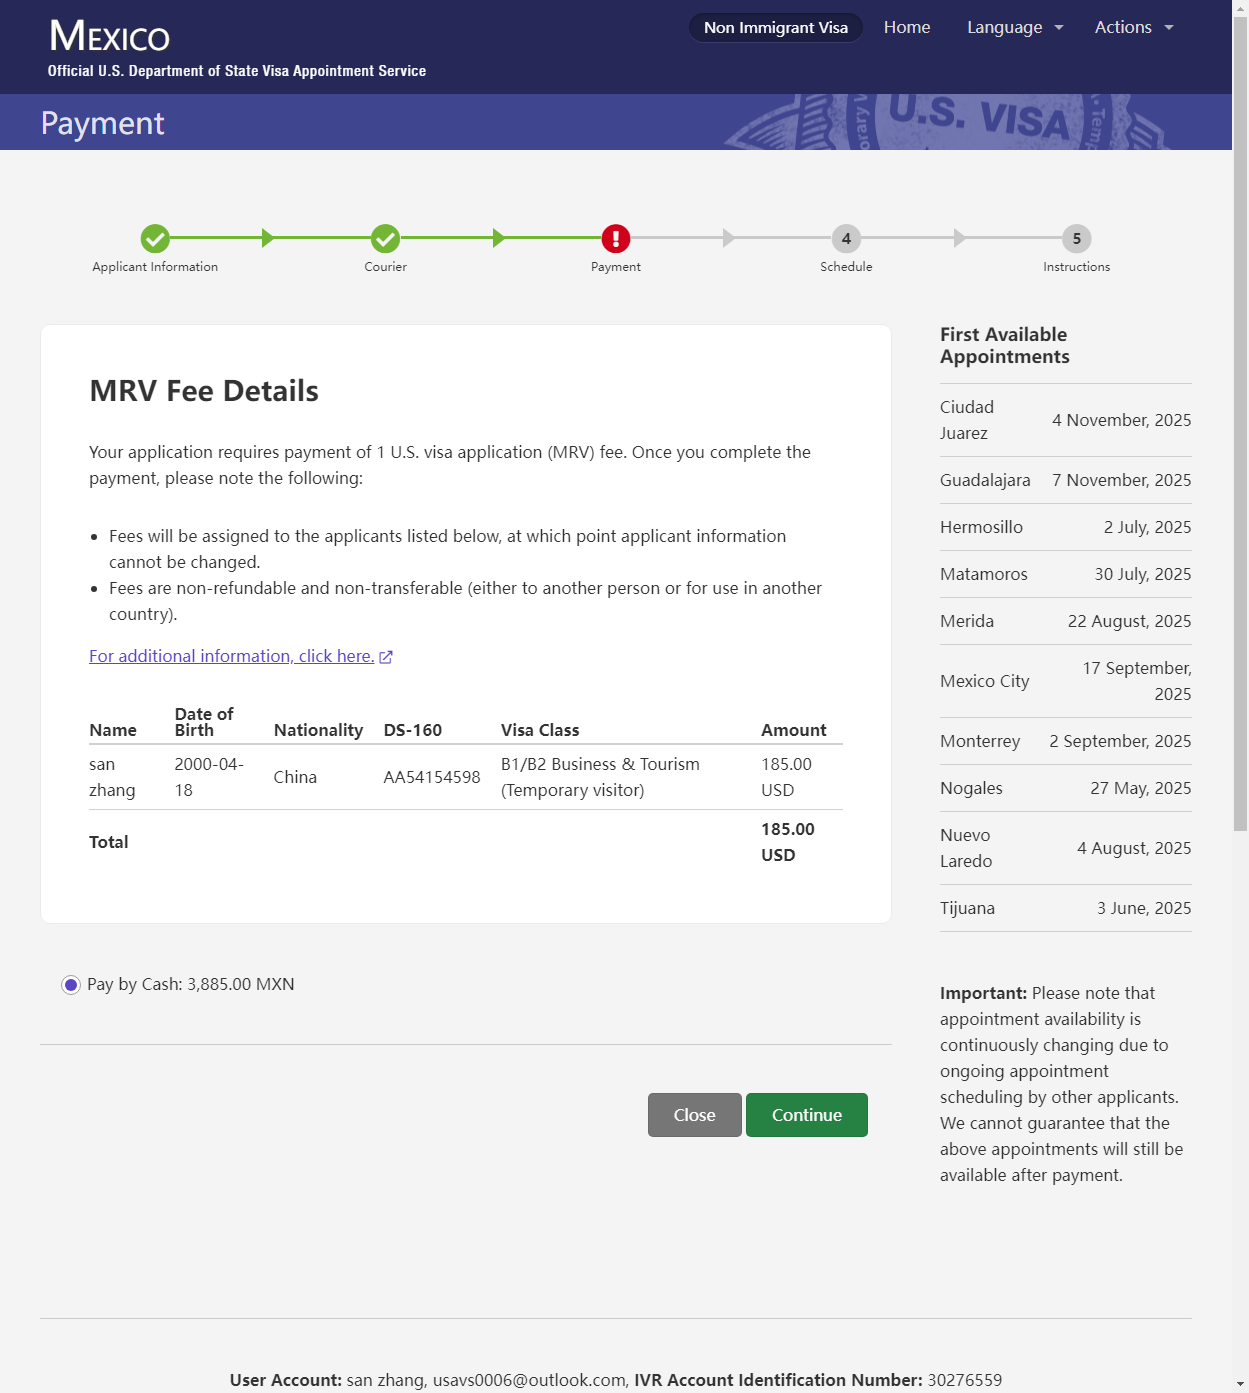 MEXICO
Official U.S. Department of State Visa Appointment Service
Non Immigrant Visa
Home
Language
Actions
Payment
U.S. VISA
orary
Temp
4
5
Applicant Information
Courier
Payment
Schedule
Instructions
MRV Fee Details
Your application requires payment of 1 U.S. visa application (MRV) fee. Once you complete the
payment, please note the following:
Fees will be assigned to the applicants listed below, at which point applicant information
cannot be changed.
Fees are non-refundable and non-transferable (either to another person or for use in another
country).
For additional information, click here.
Name Date of Birth Nationality DS-160 Visa Class Amount
san zhang 2000-04-18 China AA54154598 B1/B2 Business & Tourism (Temporary visitor) 185.00 USD
Total 185.00 USD
Pay by Cash: 3,885.00 MXN
Close
Continue
First Available
Appointments
Ciudad Juarez 4 November, 2025
Guadalajara 7 November, 2025
Hermosillo 2 July, 2025
Matamoros 30 July, 2025
Merida 22 August, 2025
Mexico City 17 September, 2025
Monterrey 2 September, 2025
Nogales 27 May, 2025
Nuevo Laredo 4 August, 2025
Tijuana 3 June, 2025
Important: Please note that
appointment availability is
continuously changing due to
ongoing appointment
scheduling by other applicants.
We cannot guarantee that the
above appointments will still be
available after payment.
User Account: san zhang, usavs0006@outlook.com, IVR Account Identification Number: 30276559